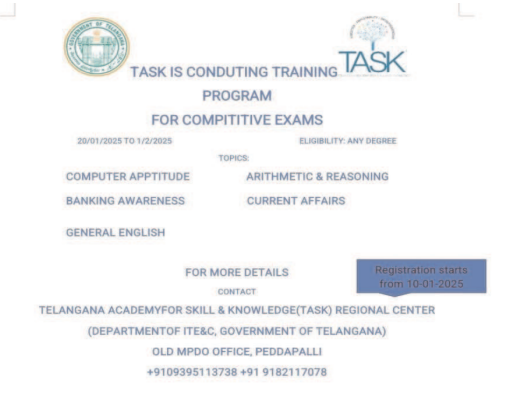 TASK
TASK IS CONDUTING TRAINING
PROGRAM
FOR COMPITITIVE EXAMS
20/01/2025 TO 1/2/2025 ELIGIBILITY: ANY DEGREE
TOPICS:
COMPUTER APPTITUDE ARITHMETIC & REASONING
BANKING AWARENESS CURRENT AFFAIRS
GENERAL ENGLISH
FOR MORE DETAILS
Registration starts
from 10-01-2025
CONTACT
TELANGANA ACADEMYFOR SKILL & KNOWLEDGE(TASK) REGIONAL CENTER
(DEPARTMENTOF ITE&C, GOVERNMENT OF TELANGANA)
OLD MPDO OFFICE, PEDDAPALLI
+9109395113738 +91 9182117078